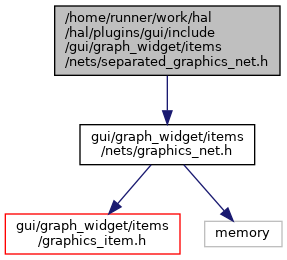 /home/runner/work/hal
/hal/plugins/gui/include
/gui/graph_widget/items
/nets/separated_graphics_net.h
gui/graph_widget/items
/nets/graphics_net.h
gui/graph_widget/items
/graphics_item.h
memory